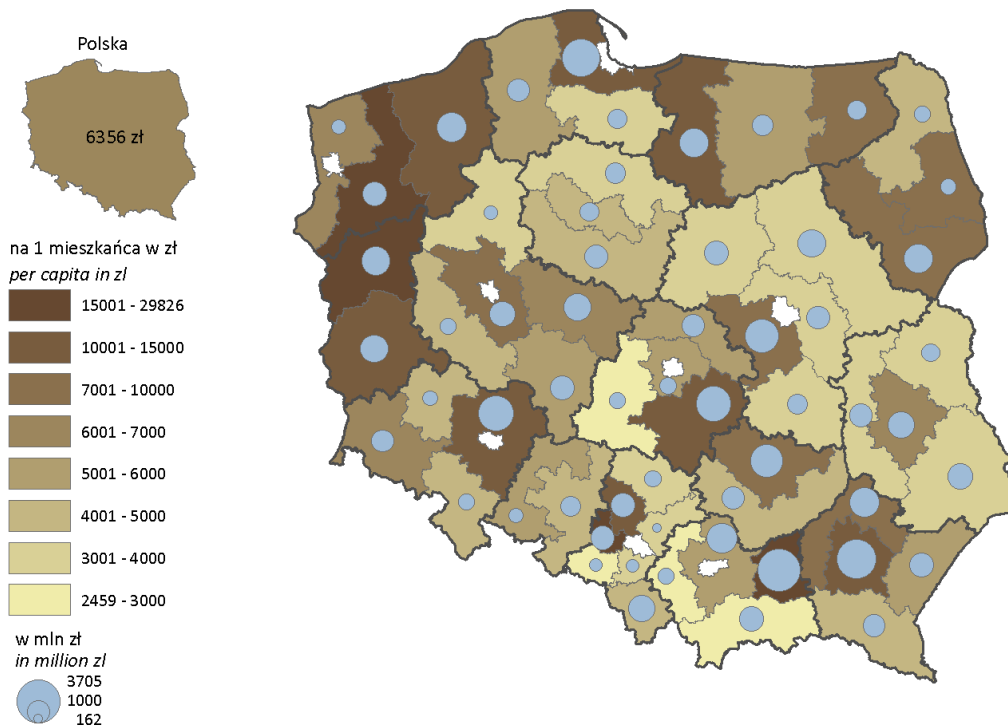 Polska
6356 zł
na 1 mieszkańca w zł
per capita in zl
15001 - 29826
10001 - 15000
7001 - 10000
6001 - 7000
5001 - 6000
4001 - 5000
3001 - 4000
2459 - 3000
w mln zł
in million zl
3705
1000
162